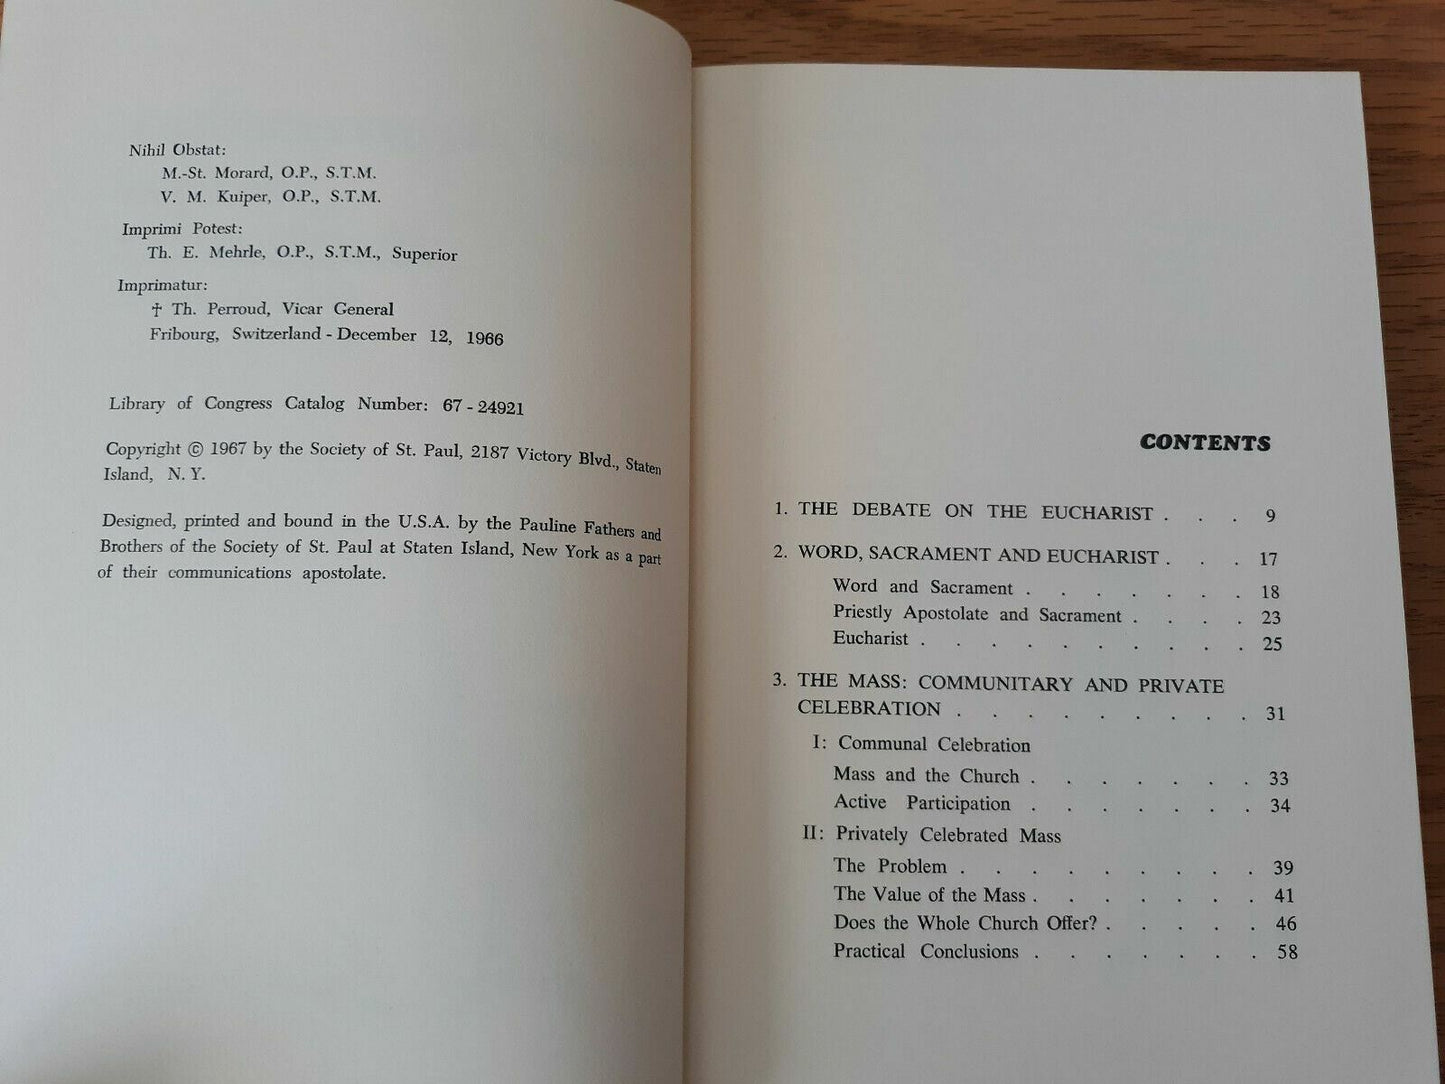 Nihil Obstat:
M.-St. Morard, O.P., S.T.M.
V. M. Kuiper, O.P., S.T.M.
Imprimi Potest:
Th. E. Mehrle, O.P., S.T.M., Superior
Imprimatur:
† Th. Perroud, Vicar General
Fribourg, Switzerland - December 12, 1966
Library of Congress Catalog Number: 67 - 24921
Copyright © 1967 by the Society of St. Paul, 2187 Victory Blvd., Staten
Island, N. Y.
Designed, printed and bound in the U.S.A. by the Pauline Fathers and
Brothers of the Society of St. Paul at Staten Island, New York as a part
of their communications apostolate.
CONTENTS
1. THE DEBATE ON THE EUCHARIST . . . 9
2. WORD, SACRAMENT AND EUCHARIST . . . 17
Word and Sacrament . . . . . . . 18
Priestly Apostolate and Sacrament . . . . 23
Eucharist . . . . . . . . . . 25
3. THE MASS: COMMUNITARY AND PRIVATE
CELEBRATION . . . . . . . . . 31
I: Communal Celebration
Mass and the Church . . . . . . . 33
Active Participation . . . . . . . 34
II: Privately Celebrated Mass
The Problem . . . . . . . . . 39
The Value of the Mass . . . . . . . 41
Does the Whole Church Offer? . . . . . 46
Practical Conclusions . . . . . . . 58